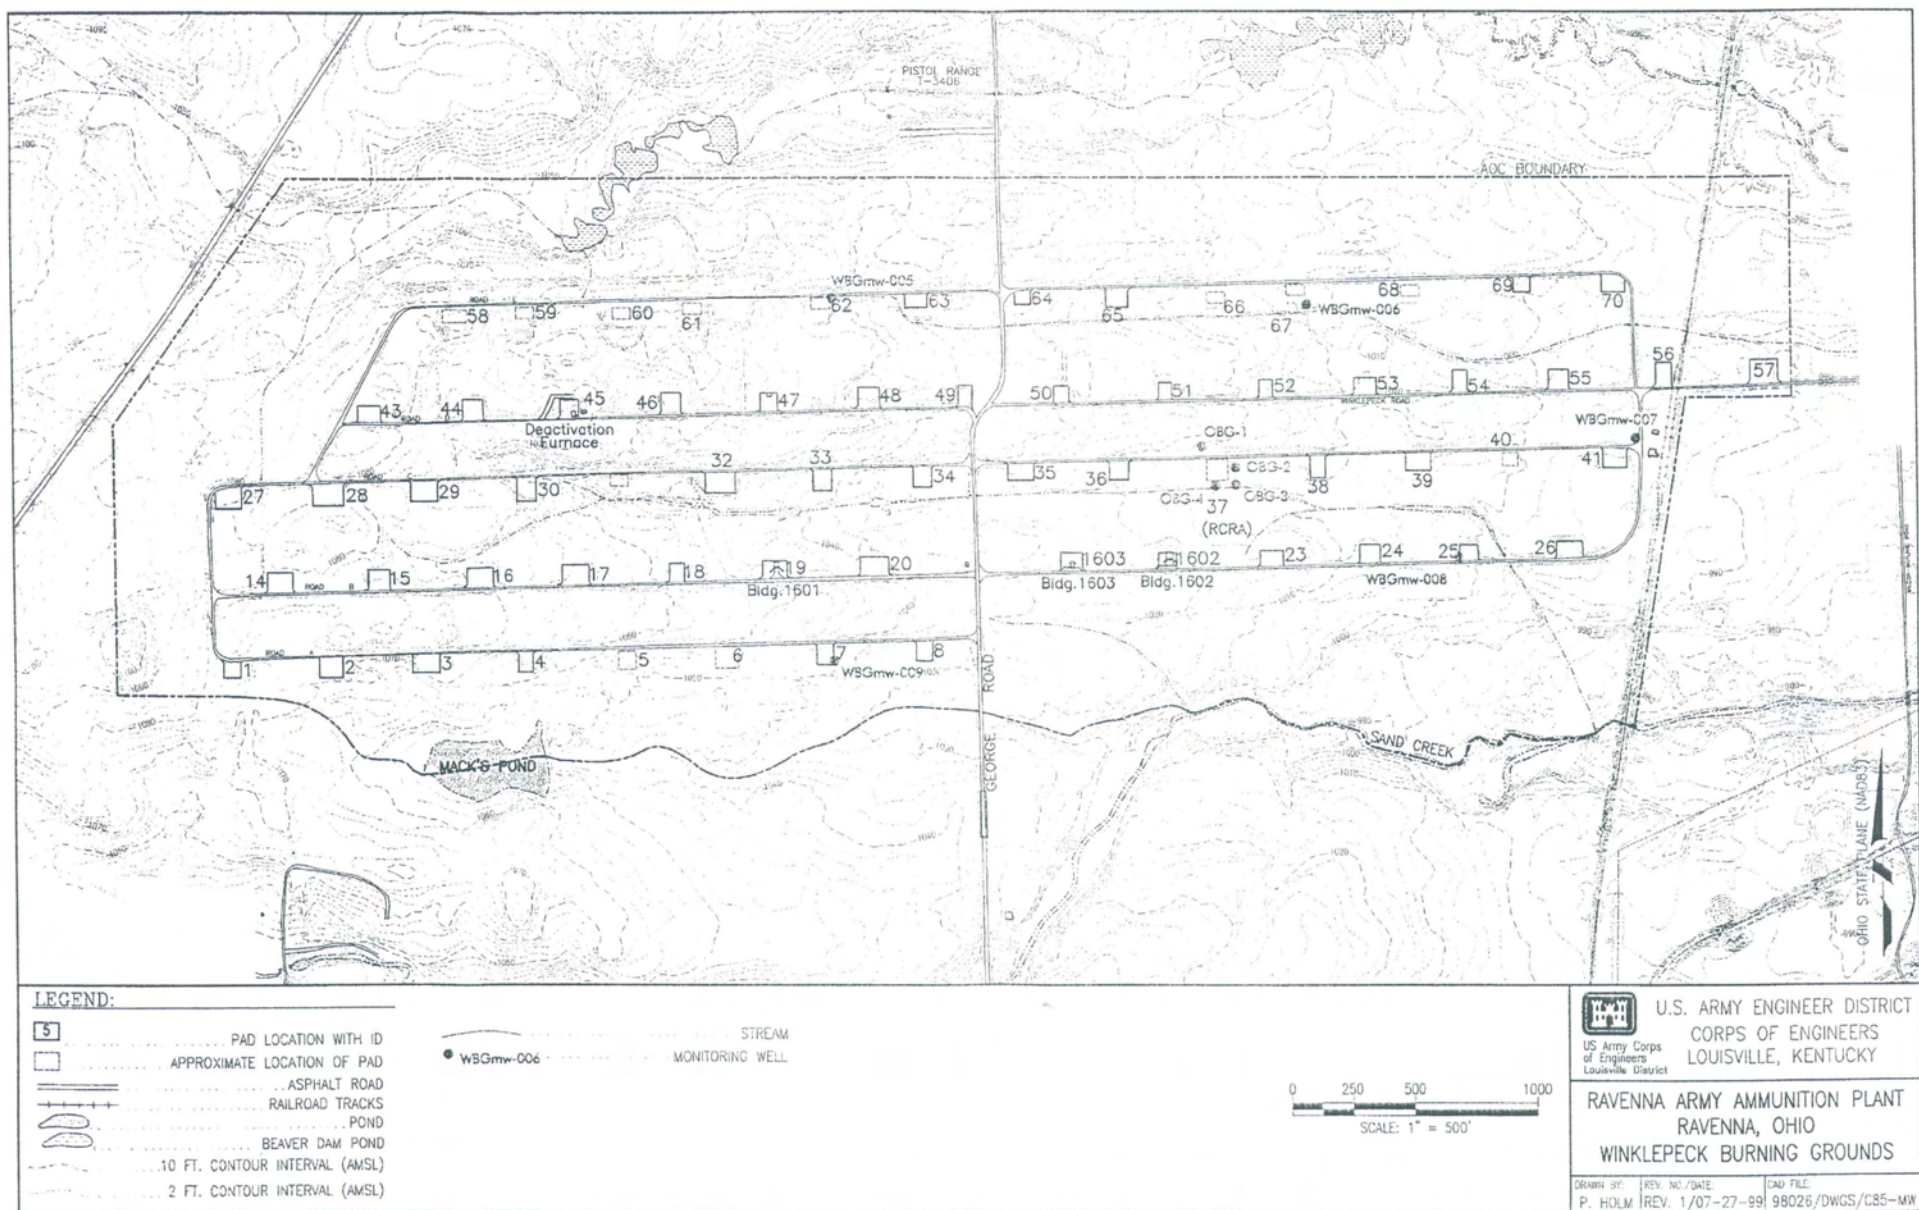 PISTOL RANGE
T-3406
AOC BOUNDARY
WBGmw-005
ROAD
58
59
60
61
62
63
64
65
66
67
68
69
70
WBGmw-006
43
44
45
46
47
48
49
50
51
52
53
54
55
56
57
ROAD
WINKLEPECK ROAD
Deactivation
Furnace
WBGmw-007
OBG-1
OBG-2
OBG-3
OBG-4
ROAD
27
28
29
30
32
33
34
35
36
37
(RCRA)
38
39
40
41
14
ROAD B
15
16
17
18
19
20
Bldg.1601
1603
Bldg.1603
1602
Bldg.1602
23
24
25
26
WBGmw-008
ROAD A
1
2
3
4
5
6
7
8
WBGmw-009
GEORGE ROAD
MACK'S POND
SAND CREEK
OHIO STATE PLANE (NAD83)
LEGEND:
5 PAD LOCATION WITH ID
APPROXIMATE LOCATION OF PAD
ASPHALT ROAD
RAILROAD TRACKS
POND
BEAVER DAM POND
10 FT. CONTOUR INTERVAL (AMSL)
2 FT. CONTOUR INTERVAL (AMSL)
STREAM
WBGmw-006 MONITORING WELL
0 250 500 1000
SCALE: 1" = 500'
US Army Corps
of Engineers
Louisville District
U.S. ARMY ENGINEER DISTRICT
CORPS OF ENGINEERS
LOUISVILLE, KENTUCKY
RAVENNA ARMY AMMUNITION PLANT
RAVENNA, OHIO
WINKLEPECK BURNING GROUNDS
DRAWN BY:
P. HOLM
REV. NO./DATE:
REV. 1/07-27-99
CAD FILE:
98026/DWGS/C85-MW